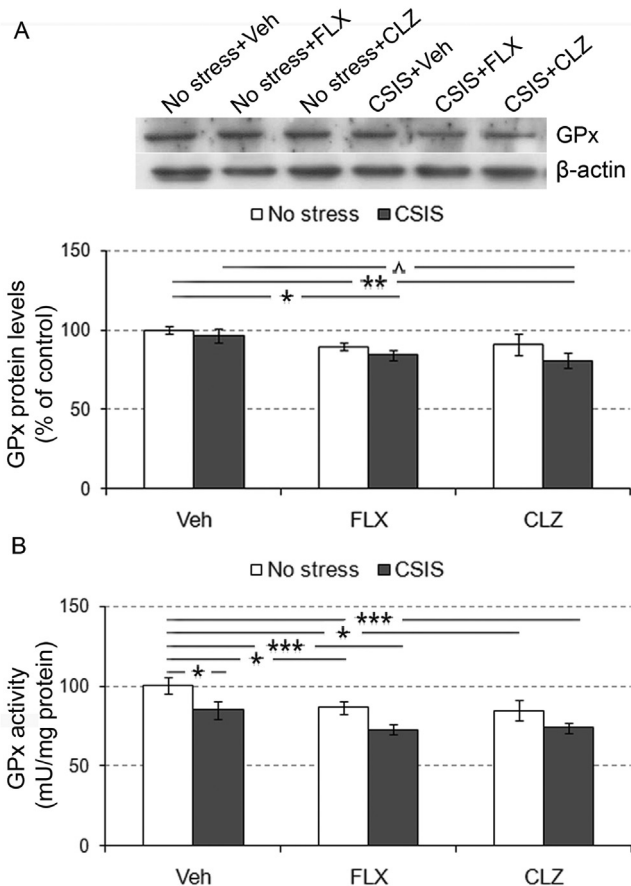 A
No stress+Veh
No stress+FLX
No stress+CLZ
CSIS+Veh
CSIS+FLX
CSIS+CLZ
GPx
β-actin
No stress CSIS
GPx protein levels
(% of control)
150
100
50
0
^
**
*
Veh FLX CLZ
B
No stress CSIS
GPx activity
(mU/mg protein)
150
100
50
0
***
*
***
*
*
Veh FLX CLZ